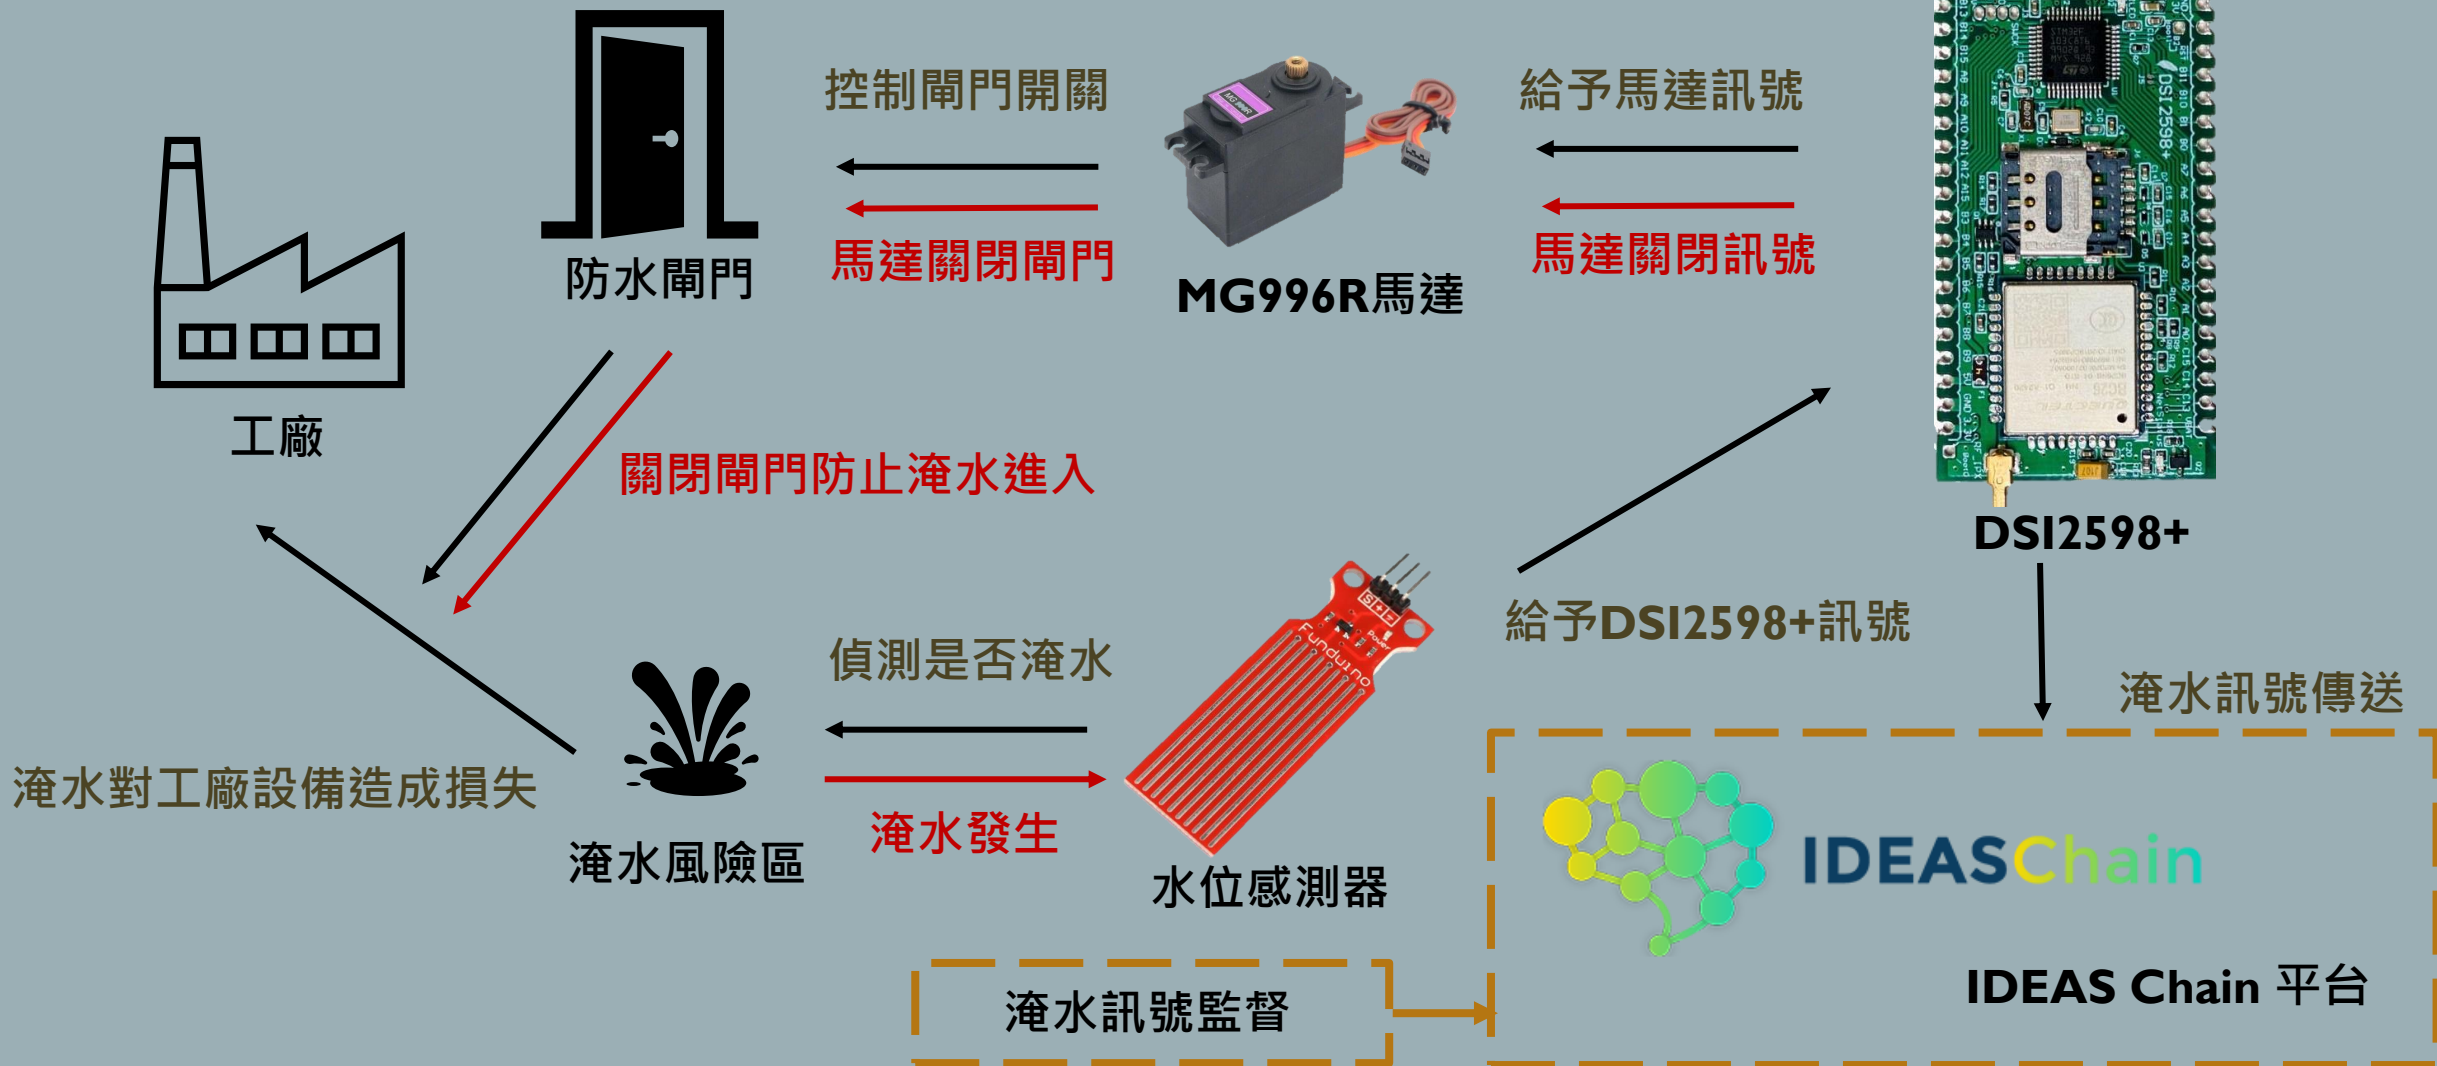 控制閘門開關
給予馬達訊號
馬達關閉閘門
馬達關閉訊號
防水閘門
MG996R馬達
MG 996R
DSI2598+
工廠
關閉閘門防止淹水進入
DSI2598+
給予DSI2598+訊號
偵測是否淹水
Funduino
Power
S + -
淹水訊號傳送
淹水對工廠設備造成損失
淹水發生
淹水風險區
水位感測器
IDEASChain
IDEAS Chain 平台
淹水訊號監督